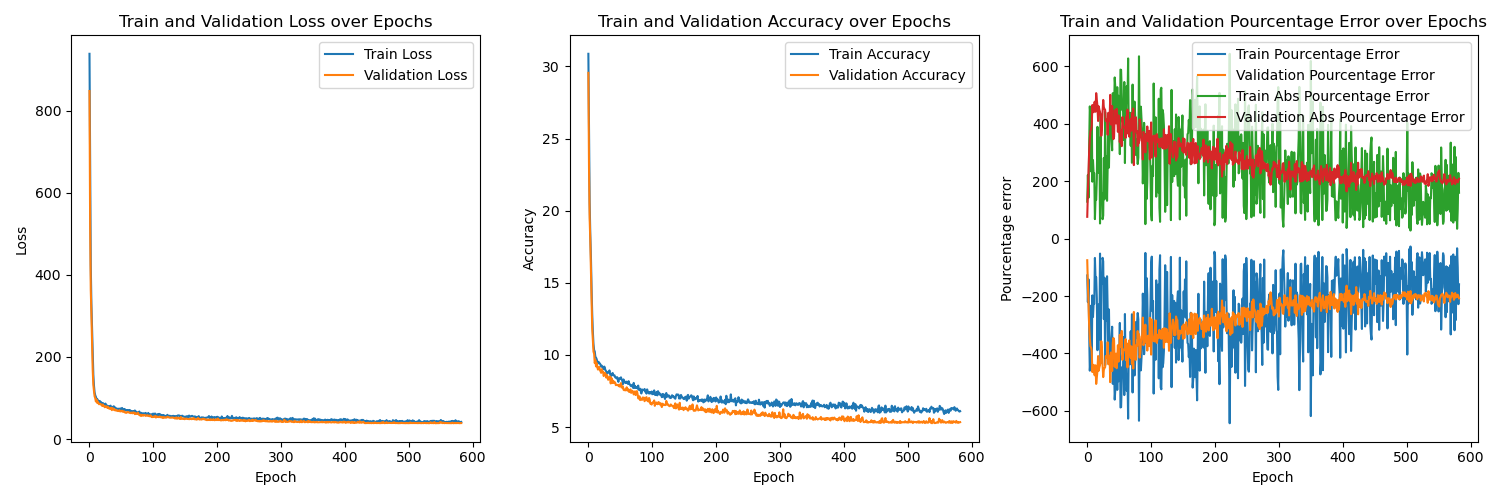 Train and Validation Loss over Epochs
Train Loss
Validation Loss
Loss
800
600
400
200
0
0 100 200 300 400 500 600
Epoch
Train and Validation Accuracy over Epochs
Train Accuracy
Validation Accuracy
Accuracy
30
25
20
15
10
5
0 100 200 300 400 500 600
Epoch
Train and Validation Pourcentage Error over Epochs
Train Pourcentage Error
Validation Pourcentage Error
Train Abs Pourcentage Error
Validation Abs Pourcentage Error
Pourcentage error
600
400
200
0
−200
−400
−600
0 100 200 300 400 500 600
Epoch